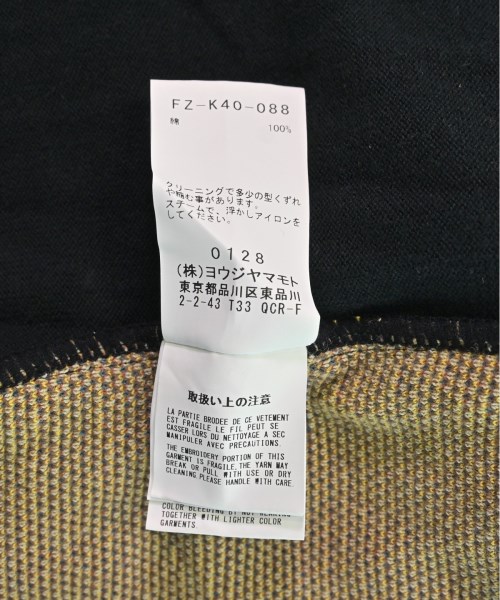 FZ-K40-088
綿
100%
クリーニングで多少の型くずれ
や縮む事があります。
スチームで、浮かしアイロンを
してください。
0128
(株)ヨウジヤマモト
東京都品川区東品川
2-2-43 T33 QCR-F
取扱い上の注意
LA PARTIE BRODEE DE CE VETEMENT
EST FRAGILE LE FIL PEUT SE
CASSER LORS DU NETTOYAGE A SEC
MANIPULER AVEC PRECAUTIONS.
THE EMBROIDERY PORTION OF THIS
GARMENT IS FRAGILE.THE YARN MAY
BREAK OR PULL WITH USE OR DRY
CLEANING PLEASE HANDLE WITH CARE
COLOR BLEEDING BY NOT WEARING
TOGETHER WITH LIGHTER COLOR
GARMENTS.